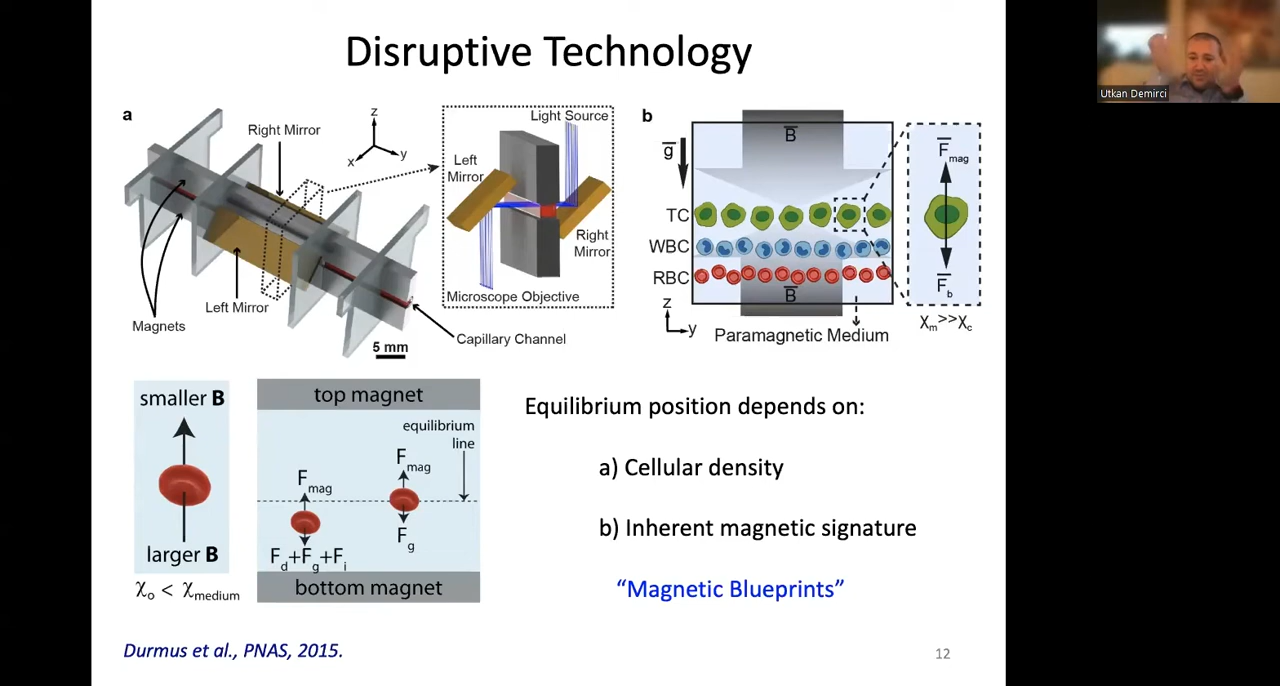 Disruptive Technology
Utkan Demirci
a
Right Mirror
z
x
y
Magnets
Left Mirror
5 mm
Capillary Channel
Light Source
Left
Mirror
Right
Mirror
Microscope Objective
b
g
B
TC
WBC
RBC
B
z
y
Paramagnetic Medium
F mag
F b
χm>>χc
smaller B
larger B
χo < χmedium
top magnet
equilibrium
line
F mag
F mag
F g
Fd+Fg+Fi
bottom magnet
Equilibrium position depends on:
a) Cellular density
b) Inherent magnetic signature
“Magnetic Blueprints”
Durmus et al., PNAS, 2015.
12